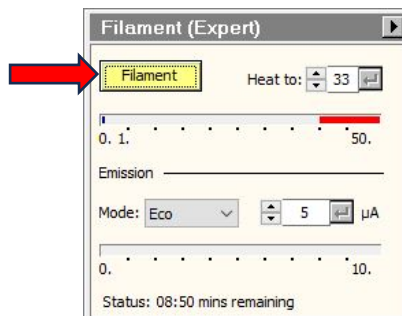 Filament (Expert)
Filament Heat to: 33
0. 1. 50.
Emission
Mode: Eco 5 µA
0. 10.
Status: 08:50 mins remaining